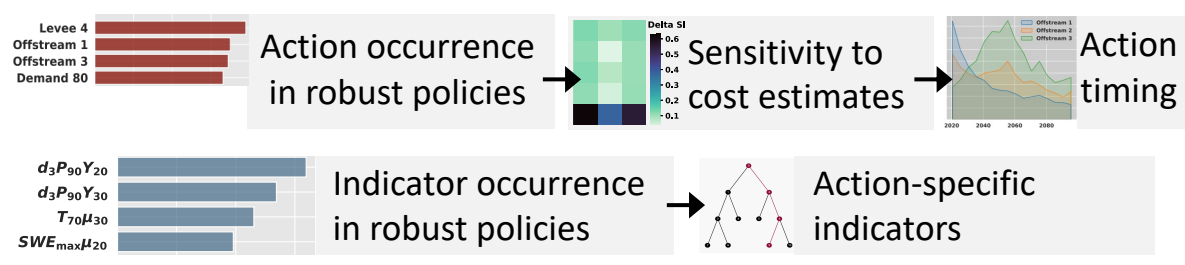 Levee 4
Offstream 1
Offstream 3
Demand 80
Action occurrence
in robust policies
Delta SI
0.6
0.5
0.4
0.3
0.2
0.1
Sensitivity to
cost estimates
Offstream 1
Offstream 2
Offstream 3
2020 2040 2060 2080
Action
timing
d₃P₉₀Y₂₀
d₃P₉₀Y₃₀
T₇₀μ₃₀
SWEₘₐₓμ₂₀
Indicator occurrence
in robust policies
Action-specific
indicators